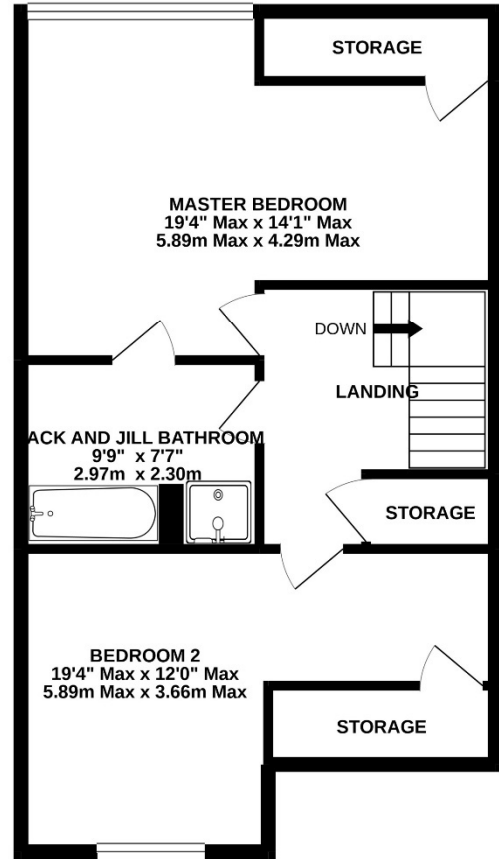 STORAGE
MASTER BEDROOM
19'4" Max x 14'1" Max
5.89m Max x 4.29m Max
DOWN
LANDING
ACK AND JILL BATHROOM
9'9" x 7'7"
2.97m x 2.30m
STORAGE
BEDROOM 2
19'4" Max x 12'0" Max
5.89m Max x 3.66m Max
STORAGE